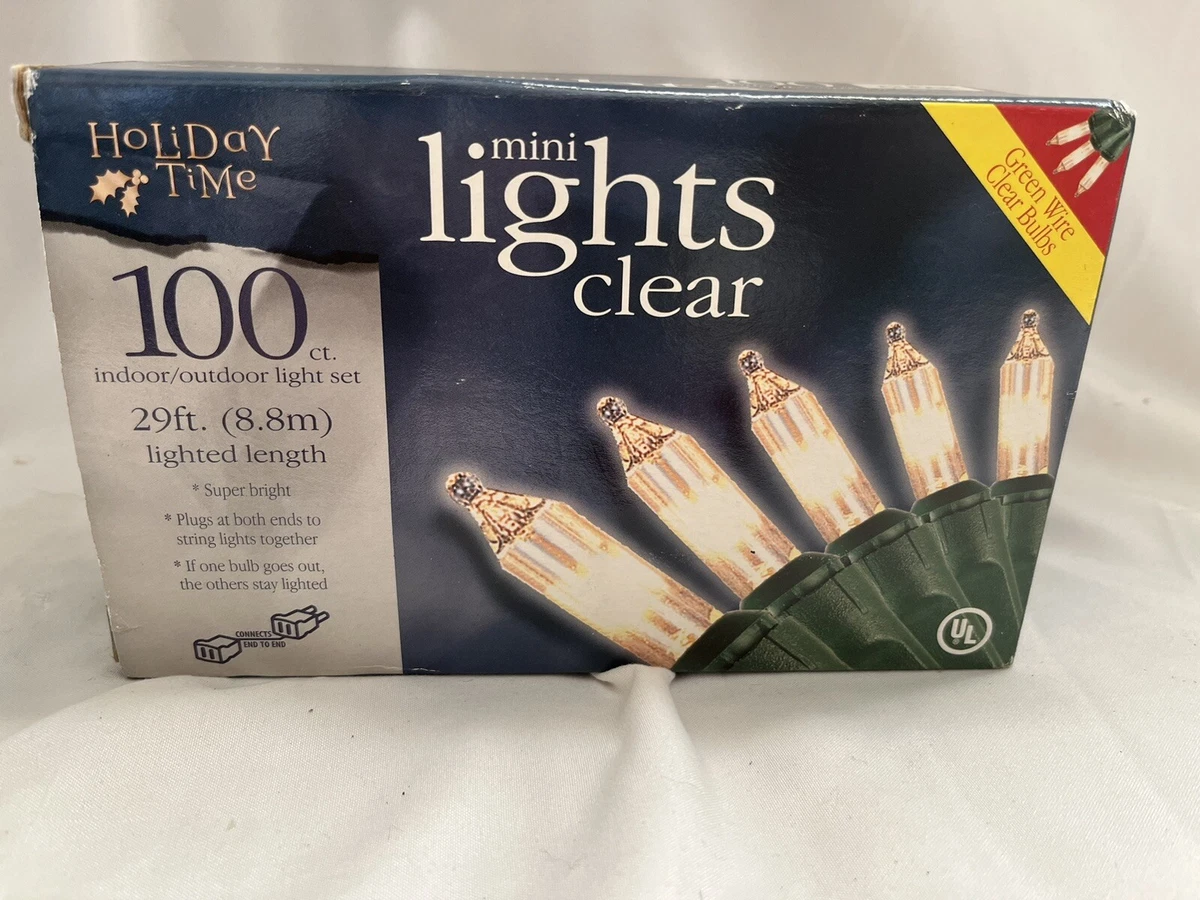 HOLIDAY
TIME
mini
lights
clear
Green Wire
Clear Bulbs
100 ct.
indoor/outdoor light set
29ft. (8.8m)
lighted length
* Super bright
* Plugs at both ends to
string lights together
* If one bulb goes out,
the others stay lighted
CONNECTS
END TO END
UL